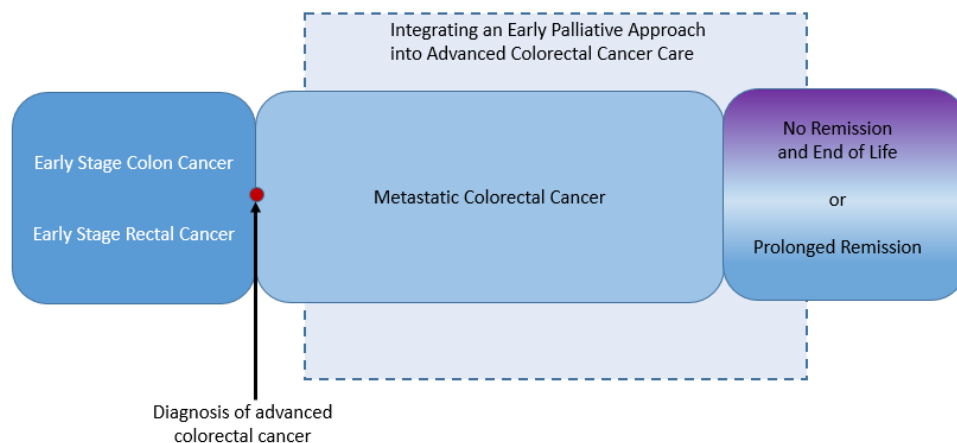 Integrating an Early Palliative Approach
into Advanced Colorectal Cancer Care
Early Stage Colon Cancer
Early Stage Rectal Cancer
Metastatic Colorectal Cancer
No Remission
and End of Life
or
Prolonged Remission
Diagnosis of advanced
colorectal cancer